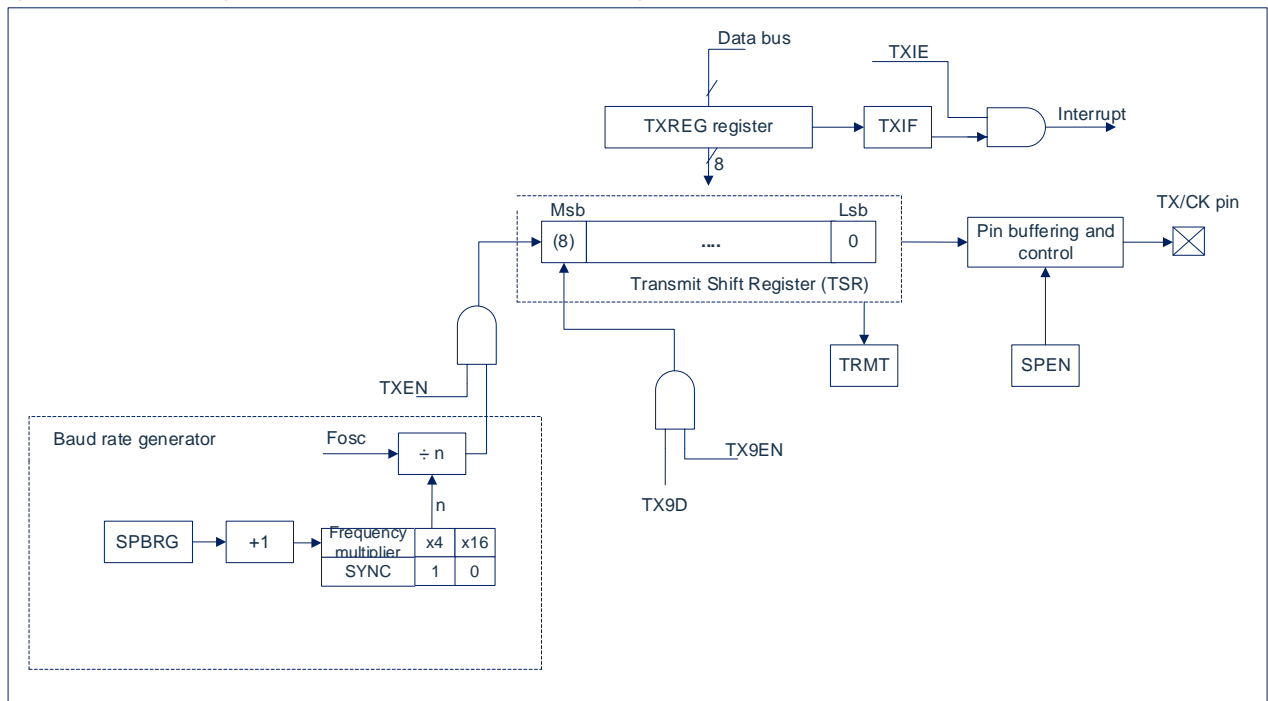 Data bus
TXIE
TXREG register
TXIF
Interrupt
8
Msb
Lsb
TX/CK pin
(8)
....
0
Pin buffering and
control
Transmit Shift Register (TSR)
TRMT
SPEN
TXEN
Baud rate generator
Fosc
÷ n
TX9EN
TX9D
n
SPBRG
+1
Frequency
multiplier
x4
x16
SYNC
1
0